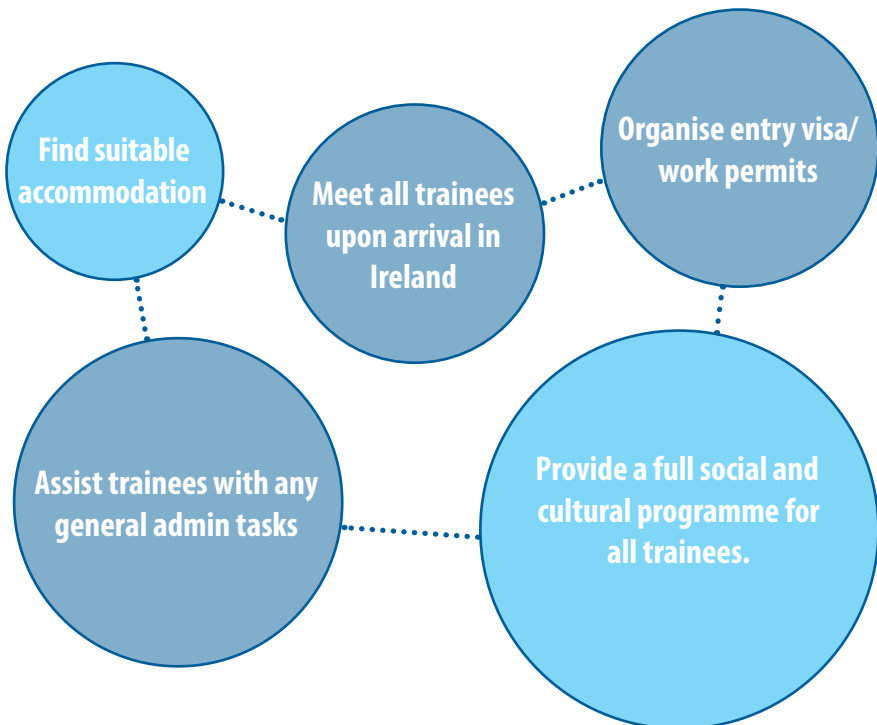 Find suitable
accommodation
Meet all trainees
upon arrival in
Ireland
Organise entry visa/
work permits
Assist trainees with any
general admin tasks
Provide a full social and
cultural programme for
all trainees.